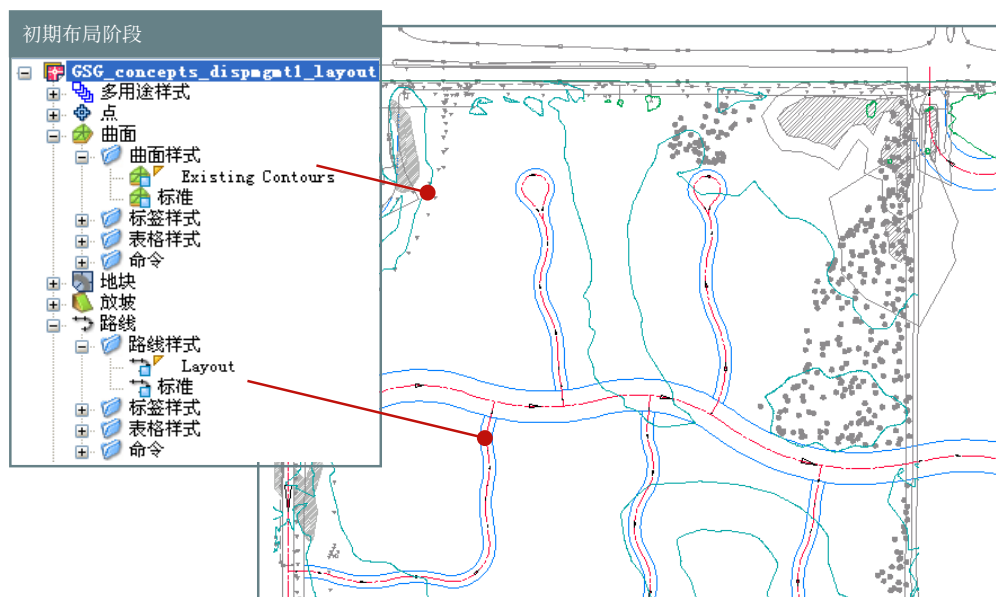 初期布局阶段
GSG_concepts_dispmgmt1_layout
多用途样式
点
曲面
曲面样式
Existing Contours
标准
标签样式
表格样式
命令
地块
放坡
路线
路线样式
Layout
标准
标签样式
表格样式
命令